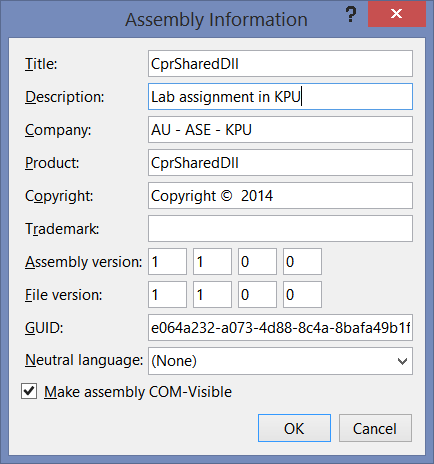 Assembly Information ? ×
Title: CprSharedDll
Description: Lab assignment in KPU
Company: AU - ASE - KPU
Product: CprSharedDll
Copyright: Copyright ©  2014
Trademark:
Assembly version: 1 1 0 0
File version: 1 1 0 0
GUID: e064a232-a073-4d88-8c4a-8bafa49b1f
Neutral language: (None)
Make assembly COM-Visible
OK Cancel